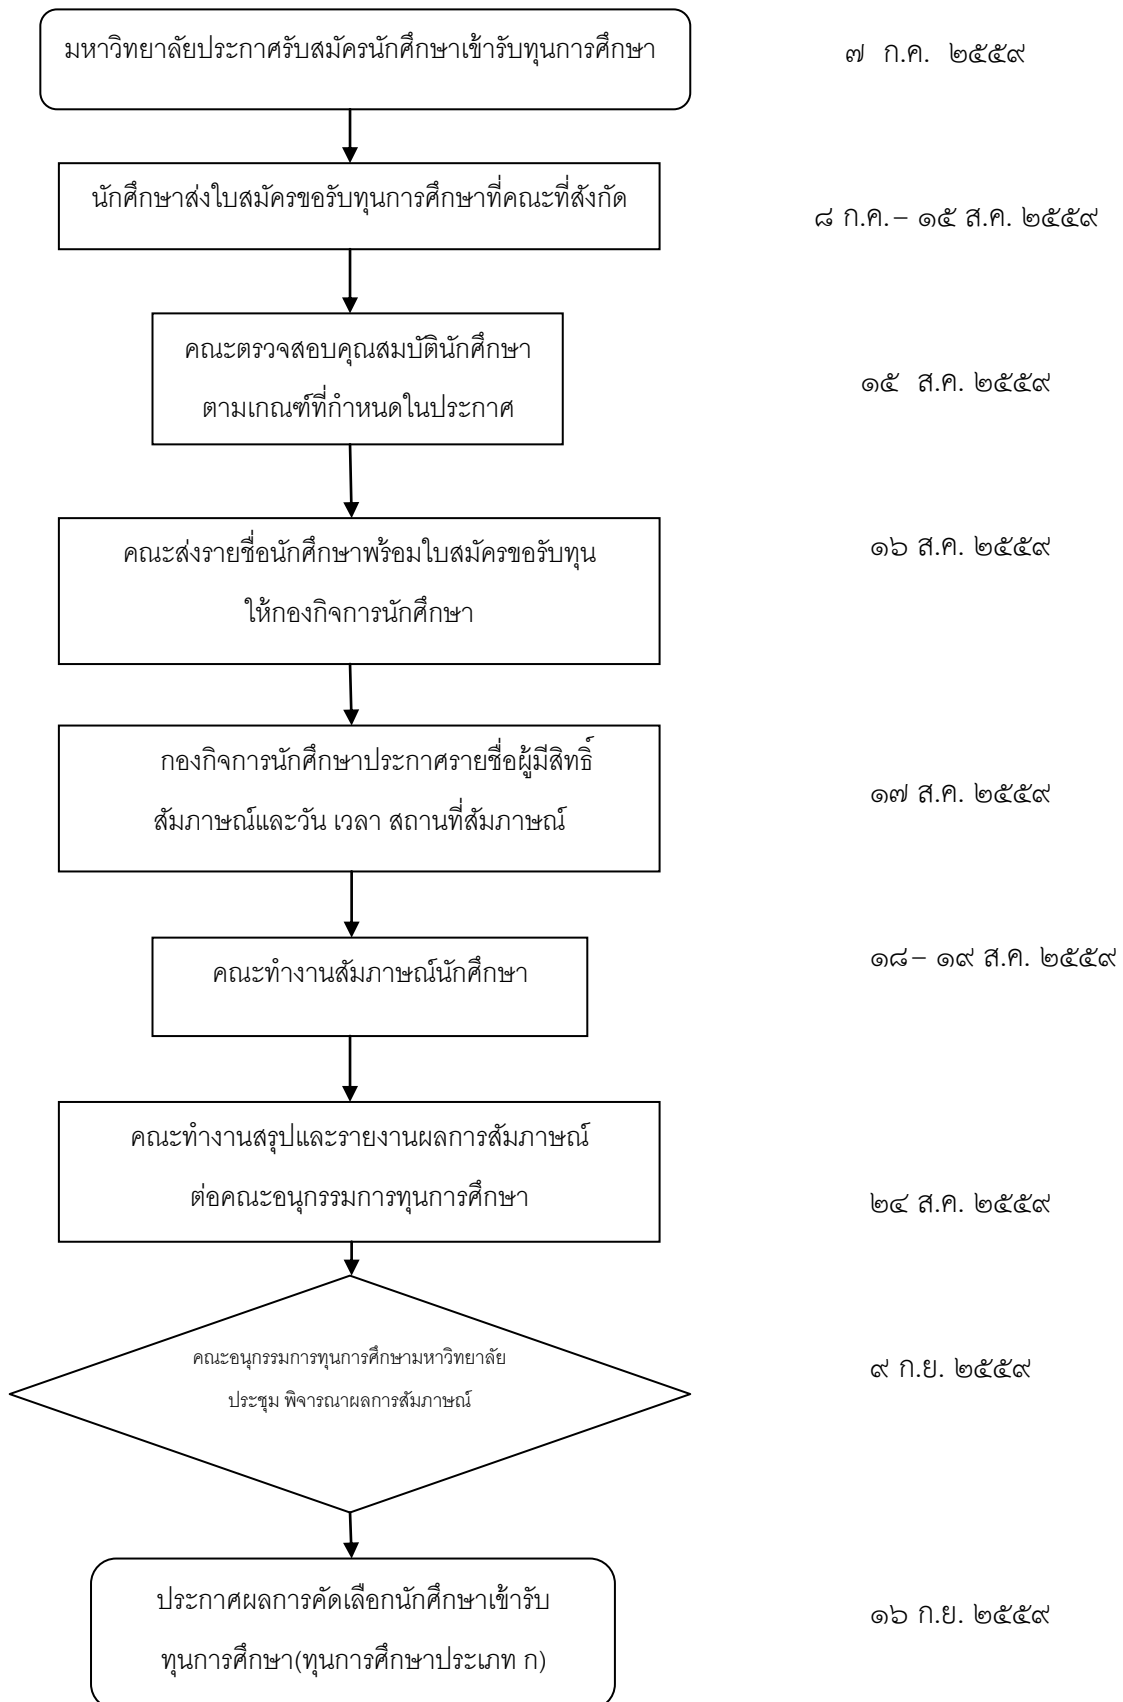 มหาวิทยาลัยประกาศรับสมัครนักศึกษาเข้ารับทุนการศึกษา
๗ ก.ค. ๒๕๕๙
นักศึกษาส่งใบสมัครขอรับทุนการศึกษาที่คณะที่สังกัด
๘ ก.ค.– ๑๕ ส.ค. ๒๕๕๙
คณะตรวจสอบคุณสมบัตินักศึกษา
ตามเกณฑ์ที่กำหนดในประกาศ
๑๕ ส.ค. ๒๕๕๙
คณะส่งรายชื่อนักศึกษาพร้อมใบสมัครขอรับทุน
ให้กองกิจการนักศึกษา
๑๖ ส.ค. ๒๕๕๙
กองกิจการนักศึกษาประกาศรายชื่อผู้มีสิทธิ์
สัมภาษณ์และวัน เวลา สถานที่สัมภาษณ์
๑๗ ส.ค. ๒๕๕๙
คณะทำงานสัมภาษณ์นักศึกษา
๑๘– ๑๙ ส.ค. ๒๕๕๙
คณะทำงานสรุปและรายงานผลการสัมภาษณ์
ต่อคณะอนุกรรมการทุนการศึกษา
๒๔ ส.ค. ๒๕๕๙
คณะอนุกรรมการทุนการศึกษามหาวิทยาลัย
ประชุม พิจารณาผลการสัมภาษณ์
๙ ก.ย. ๒๕๕๙
ประกาศผลการคัดเลือกนักศึกษาเข้ารับ
ทุนการศึกษา(ทุนการศึกษาประเภท ก)
๑๖ ก.ย. ๒๕๕๙